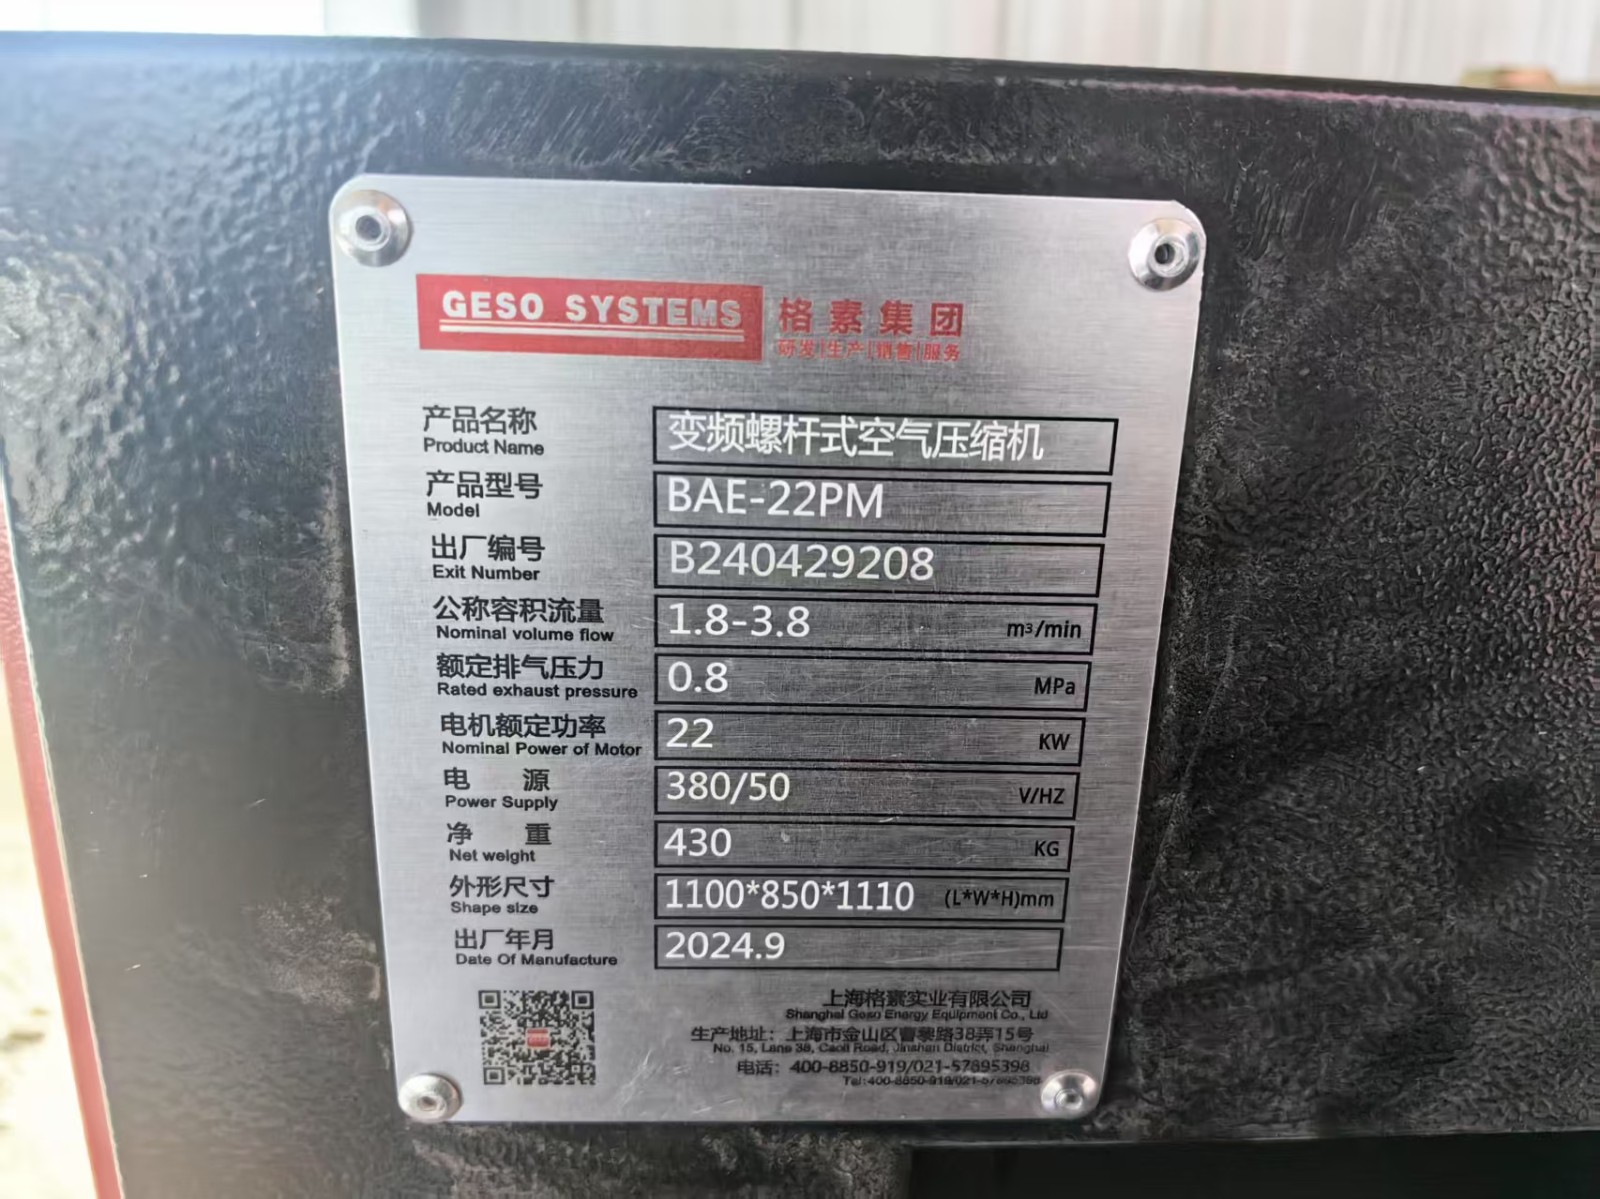 GESO SYSTEMS 格素集团
研发|生产|销售|服务
产品名称 变频螺杆式空气压缩机
Product Name
产品型号 BAE-22PM
Model
出厂编号 B240429208
Exit Number
公称容积流量 1.8-3.8 m³/min
Nominal volume flow
额定排气压力 0.8 MPa
Rated exhaust pressure
电机额定功率 22 KW
Nominal Power of Motor
电 源 380/50 V/HZ
Power Supply
净 重 430 KG
Net weight
外形尺寸 1100*850*1110 (L*W*H)mm
Shape size
出厂年月 2024.9
Date Of Manufacture
上海格素实业有限公司
Shanghai Geso Energy Equipment Co., Ltd
生产地址：上海市金山区曹黎路38弄15号
No. 15, Lane 38, Caoli Road, Jinshan District, Shanghai
电话：400-8850-919/021-57895398
Tel:400-8850-919/021-57895398